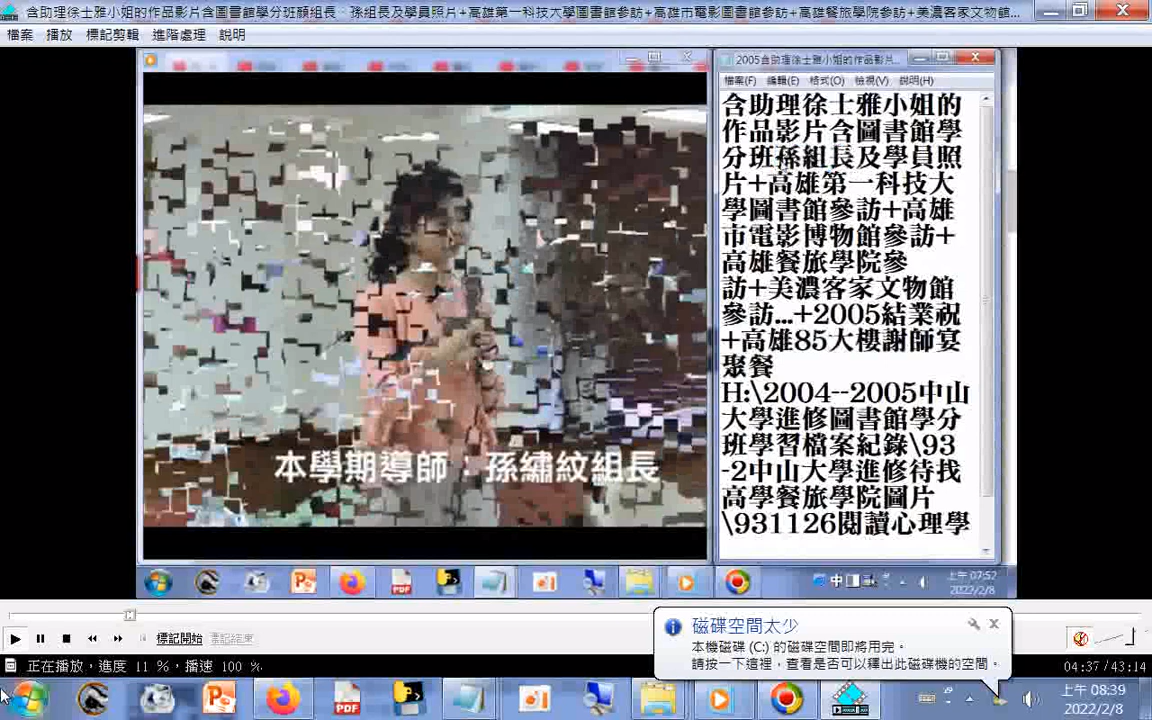 含助理徐士雅小姐的作品影片含圖書館學分班顏組長、孫組長及學員照片+高雄第一科技大學圖書館參訪+高雄市電影圖書館參訪+高雄餐旅學院參訪+美濃客家文物館...
檔案 播放 標記剪輯 進階處理 說明
本學期導師：孫繡紋組長
2005含助理徐士雅小姐的作品影片...
檔案(F) 編輯(E) 格式(O) 檢視(V) 說明(H)
含助理徐士雅小姐的
作品影片含圖書館學
分班孫組長及學員照
片+高雄第一科技大
學圖書館參訪+高雄
市電影博物館參訪+
高雄餐旅學院參
訪+美濃客家文物館
參訪...+2005結業祝
+高雄85大樓謝師宴
聚餐
H:\2004--2005中山
大學進修圖書館學分
班學習檔案紀錄\93
-2中山大學進修待找
高學餐旅學院圖片
\931126閱讀心理學
中
上午 07:52
2022/2/8
標記開始 標記結束
磁碟空間太少
本機磁碟 (C:) 的磁碟空間即將用完。
請按一下這裡，查看是否可以釋出此磁碟機的空間。
正在播放，進度 11 %，播速 100 %.
04:37 / 43:14
PDF
上午 08:39
2022/2/8